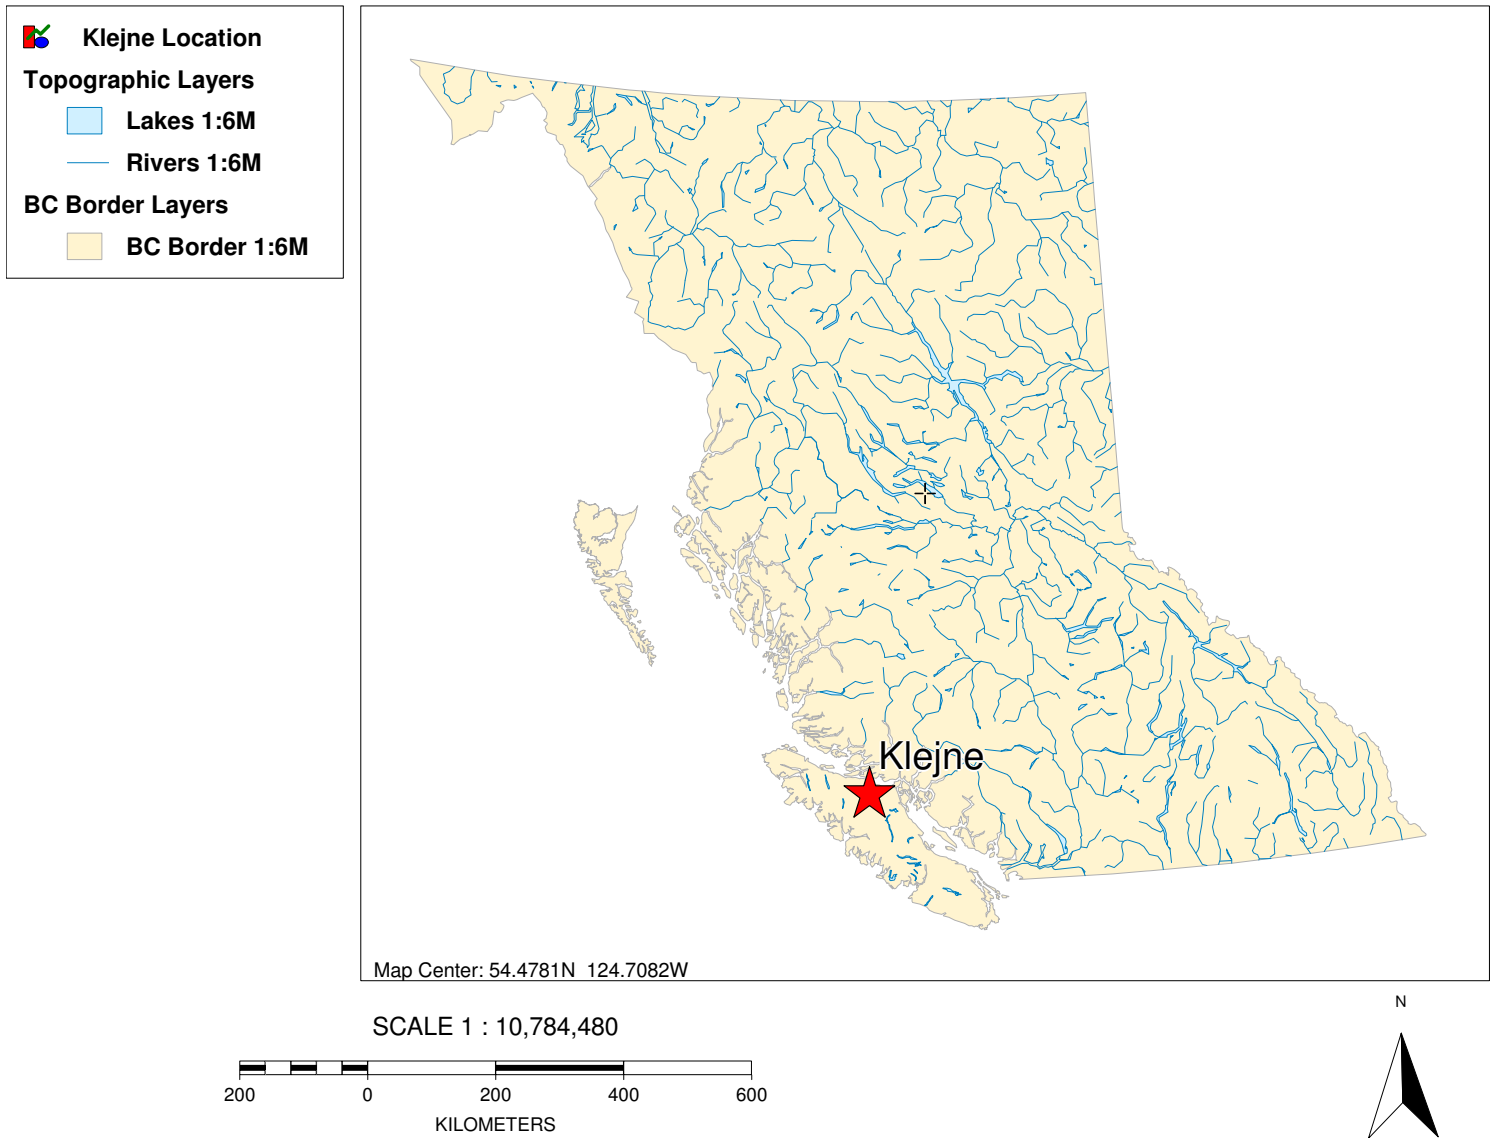 Klejne Location
Topographic Layers
Lakes 1:6M
Rivers 1:6M
BC Border Layers
BC Border 1:6M
Klejne
Map Center: 54.4781N 124.7082W
SCALE 1 : 10,784,480
200 0 200 400 600
KILOMETERS
N